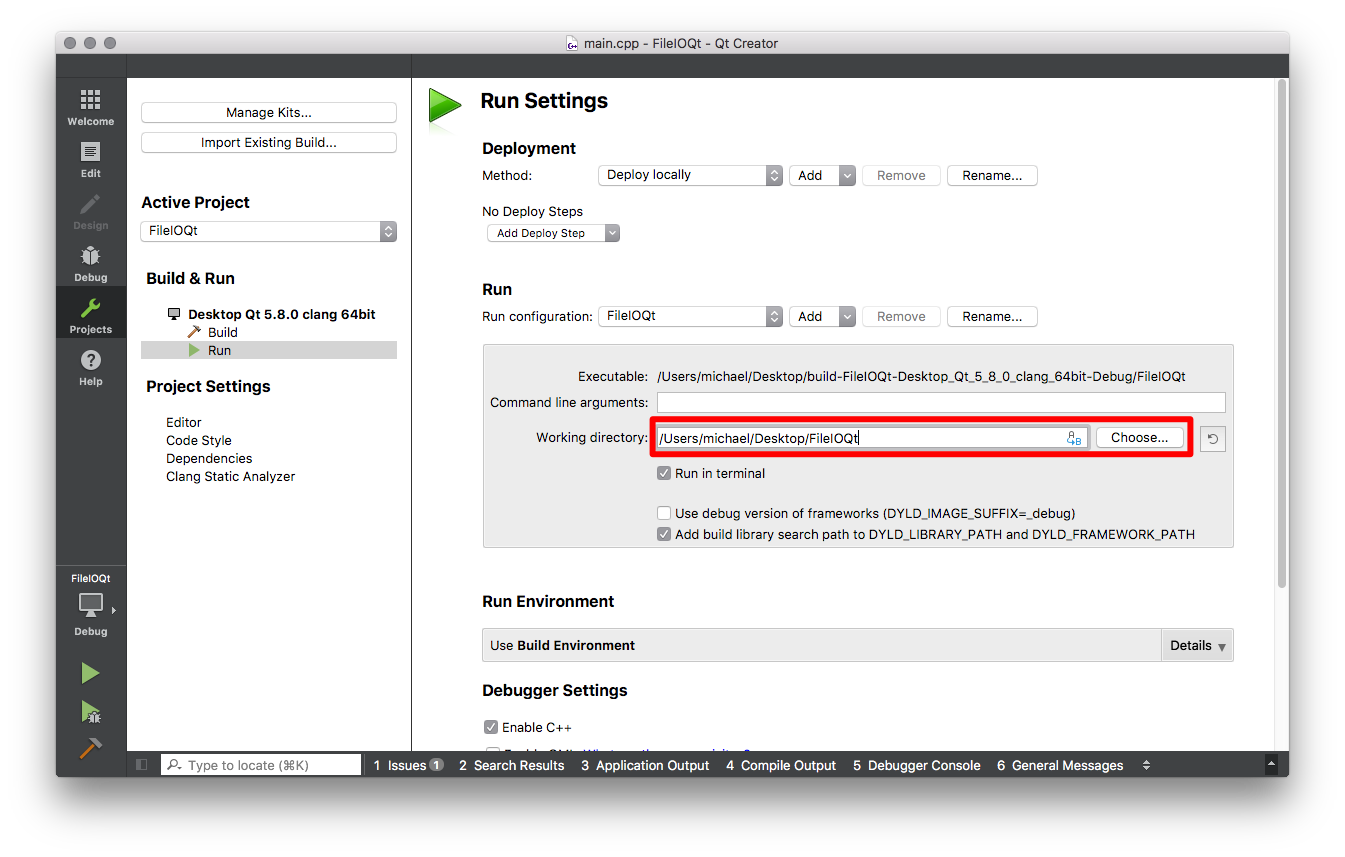 main.cpp - FileIOQt - Qt Creator
Welcome
Edit
Design
Debug
Projects
Help
FileIOQt
Debug
Manage Kits...
Import Existing Build...
Active Project
FileIOQt
Build & Run
Desktop Qt 5.8.0 clang 64bit
Build
Run
Project Settings
Editor
Code Style
Dependencies
Clang Static Analyzer
Run Settings
Deployment
Method: Deploy locally Add Remove Rename...
No Deploy Steps
Add Deploy Step
Run
Run configuration: FileIOQt Add Remove Rename...
Executable: /Users/michael/Desktop/build-FileIOQt-Desktop_Qt_5_8_0_clang_64bit-Debug/FileIOQt
Command line arguments:
Working directory: /Users/michael/Desktop/FileIOQt Choose...
Run in terminal
Use debug version of frameworks (DYLD_IMAGE_SUFFIX=_debug)
Add build library search path to DYLD_LIBRARY_PATH and DYLD_FRAMEWORK_PATH
Run Environment
Use Build Environment Details
Debugger Settings
Enable C++
Type to locate (⌘K) 1 Issues 1 2 Search Results 3 Application Output 4 Compile Output 5 Debugger Console 6 General Messages